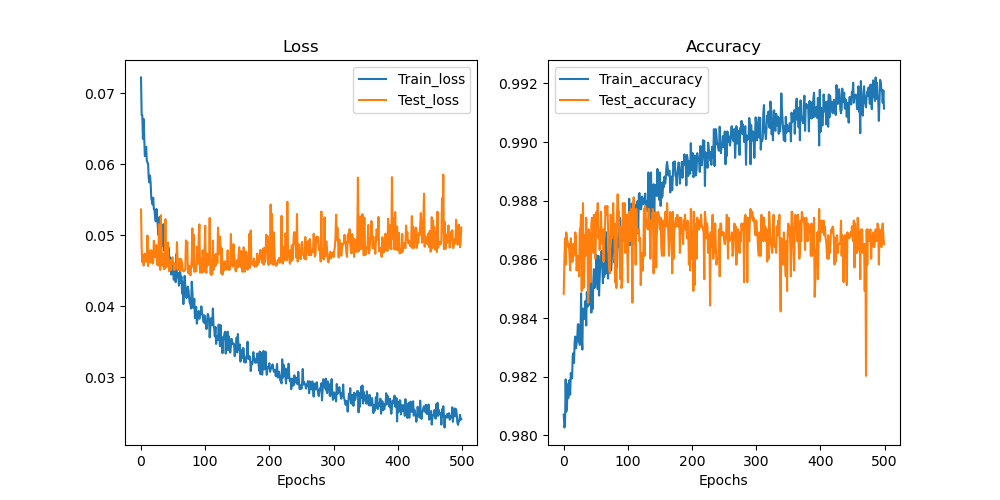 Loss
Train_loss
Test_loss
0.07
0.06
0.05
0.04
0.03
0 100 200 300 400 500
Epochs
Accuracy
Train_accuracy
Test_accuracy
0.992
0.990
0.988
0.986
0.984
0.982
0.980
0 100 200 300 400 500
Epochs